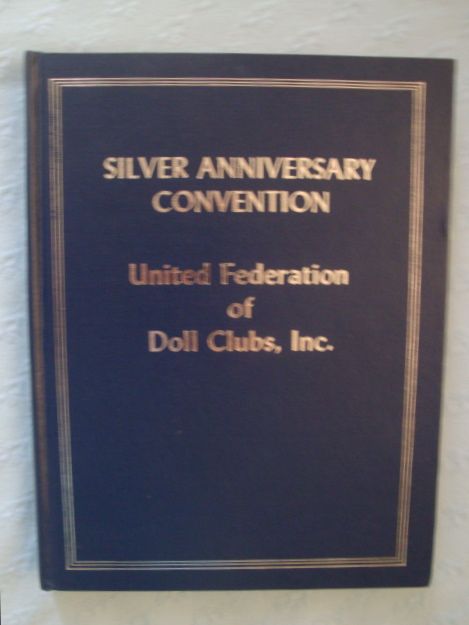 SILVER ANNIVERSARY
CONVENTION
United Federation
of
Doll Clubs, Inc.